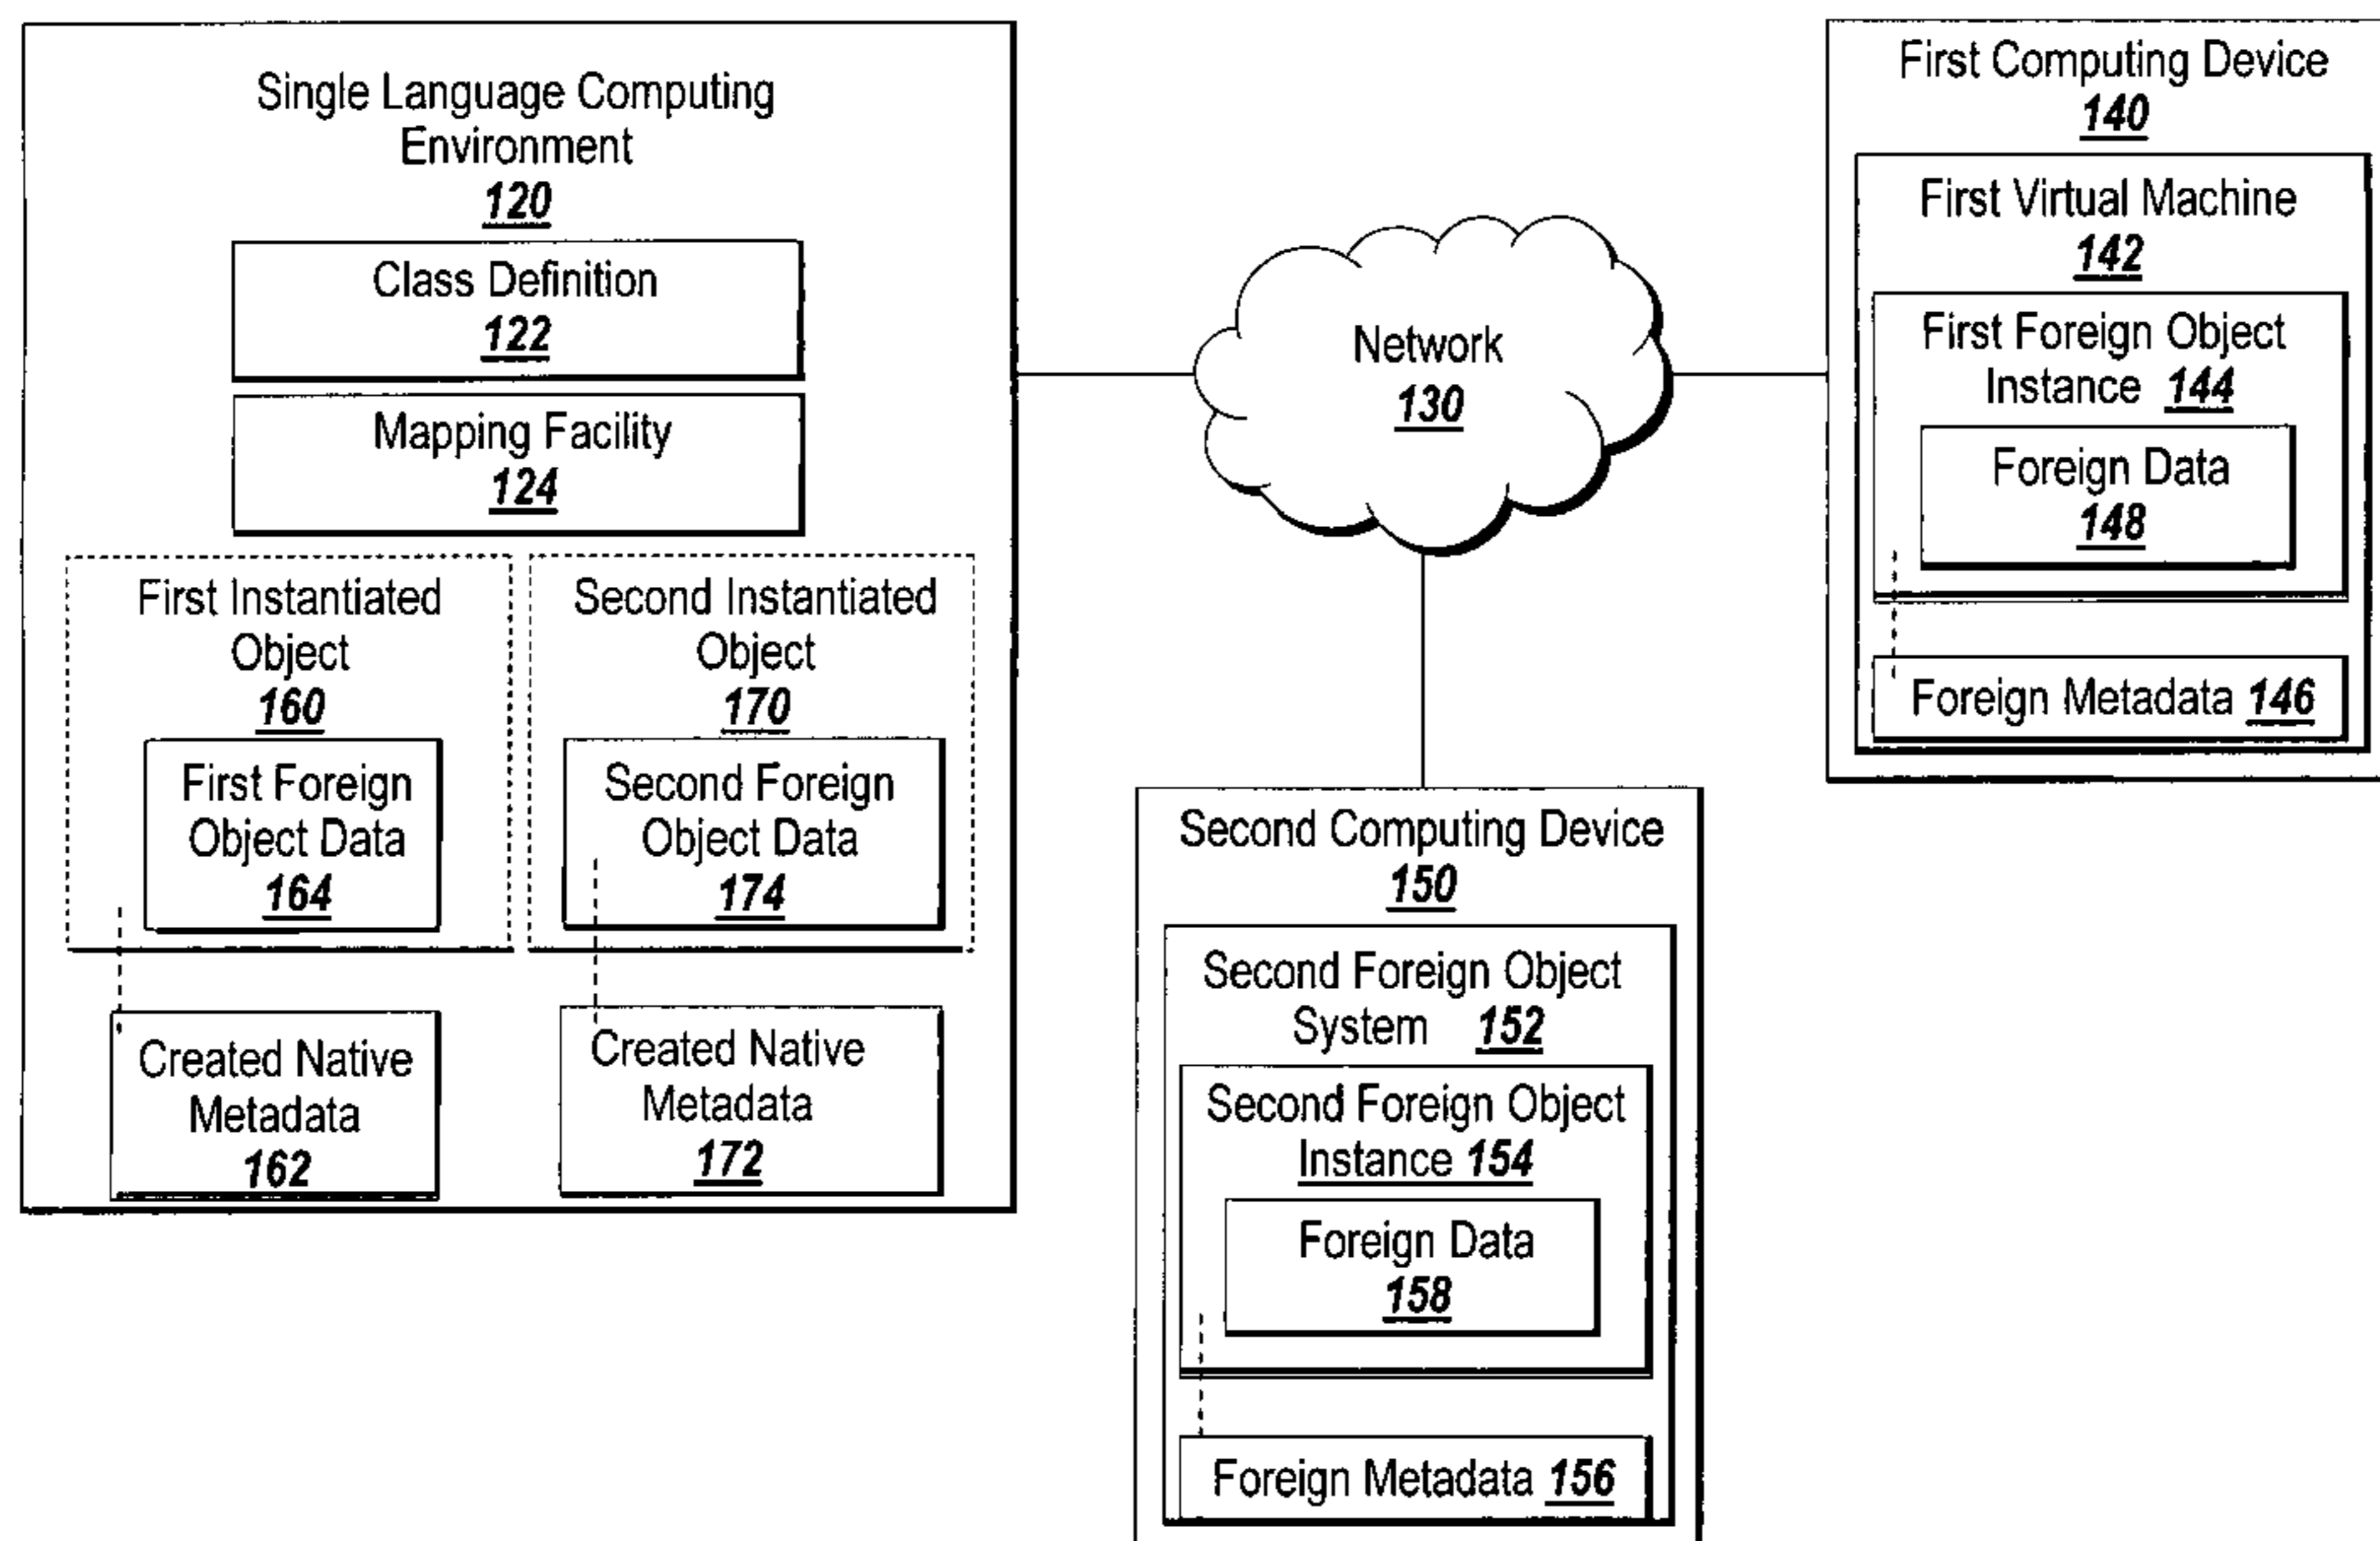 Single Language Computing
Environment
120
Class Definition
122
Mapping Facility
124
First Instantiated
Object
160
First Foreign
Object Data
164
Created Native
Metadata
162
Second Instantiated
Object
170
Second Foreign
Object Data
174
Created Native
Metadata
172
Network
130
First Computing Device
140
First Virtual Machine
142
First Foreign Object
Instance 144
Foreign Data
148
Foreign Metadata 146
Second Computing Device
150
Second Foreign Object
System 152
Second Foreign Object
Instance 154
Foreign Data
158
Foreign Metadata 156